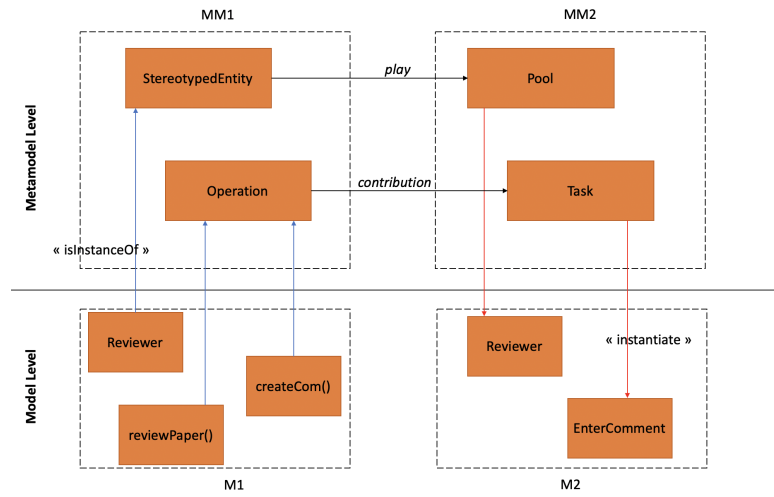 MM1
MM2
StereotypedEntity
play
Pool
Metamodel Level
Operation
contribution
Task
« isInstanceOf »
Model Level
Reviewer
Reviewer
« instantiate »
createCom()
reviewPaper()
EnterComment
M1
M2